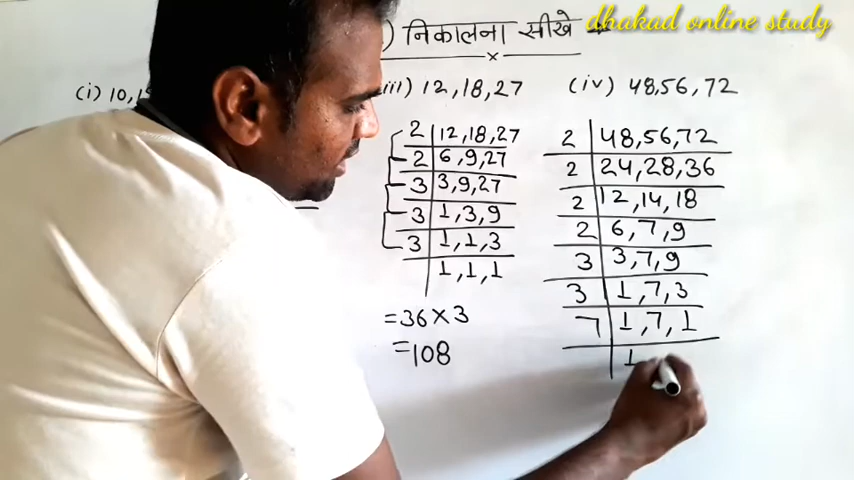 dhakad online study
) निकालना सीखे
(i) 10,1
iii) 12,18,27
2 | 12,18,27
2 | 6,9,27
3 | 3,9,27
3 | 1,3,9
3 | 1,1,3
1,1,1
=36×3
=108
(iv) 48,56,72
2 | 48,56,72
2 | 24,28,36
2 | 12,14,18
2 | 6,7,9
3 | 3,7,9
3 | 1,7,3
7 | 1,7,1
1